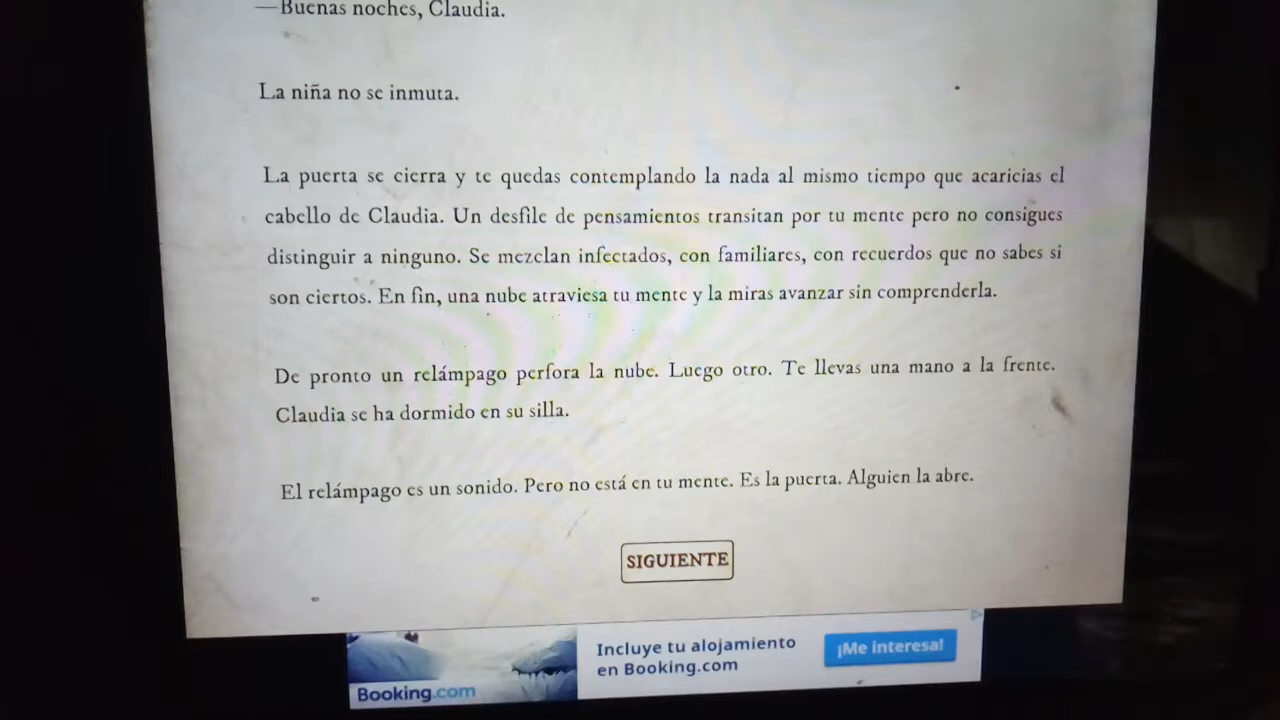 —Buenas noches, Claudia.
La niña no se inmuta.
La puerta se cierra y te quedas contemplando la nada al mismo tiempo que acaricias el
cabello de Claudia. Un desfile de pensamientos transitan por tu mente pero no consigues
distinguir a ninguno. Se mezclan infectados, con familiares, con recuerdos que no sabes si
son ciertos. En fin, una nube atraviesa tu mente y la miras avanzar sin comprenderla.
De pronto un relámpago perfora la nube. Luego otro. Te llevas una mano a la frente.
Claudia se ha dormido en su silla.
El relámpago es un sonido. Pero no está en tu mente. Es la puerta. Alguien la abre.
SIGUIENTE
Incluye tu alojamiento
en Booking.com
¡Me interesa!
Booking.com